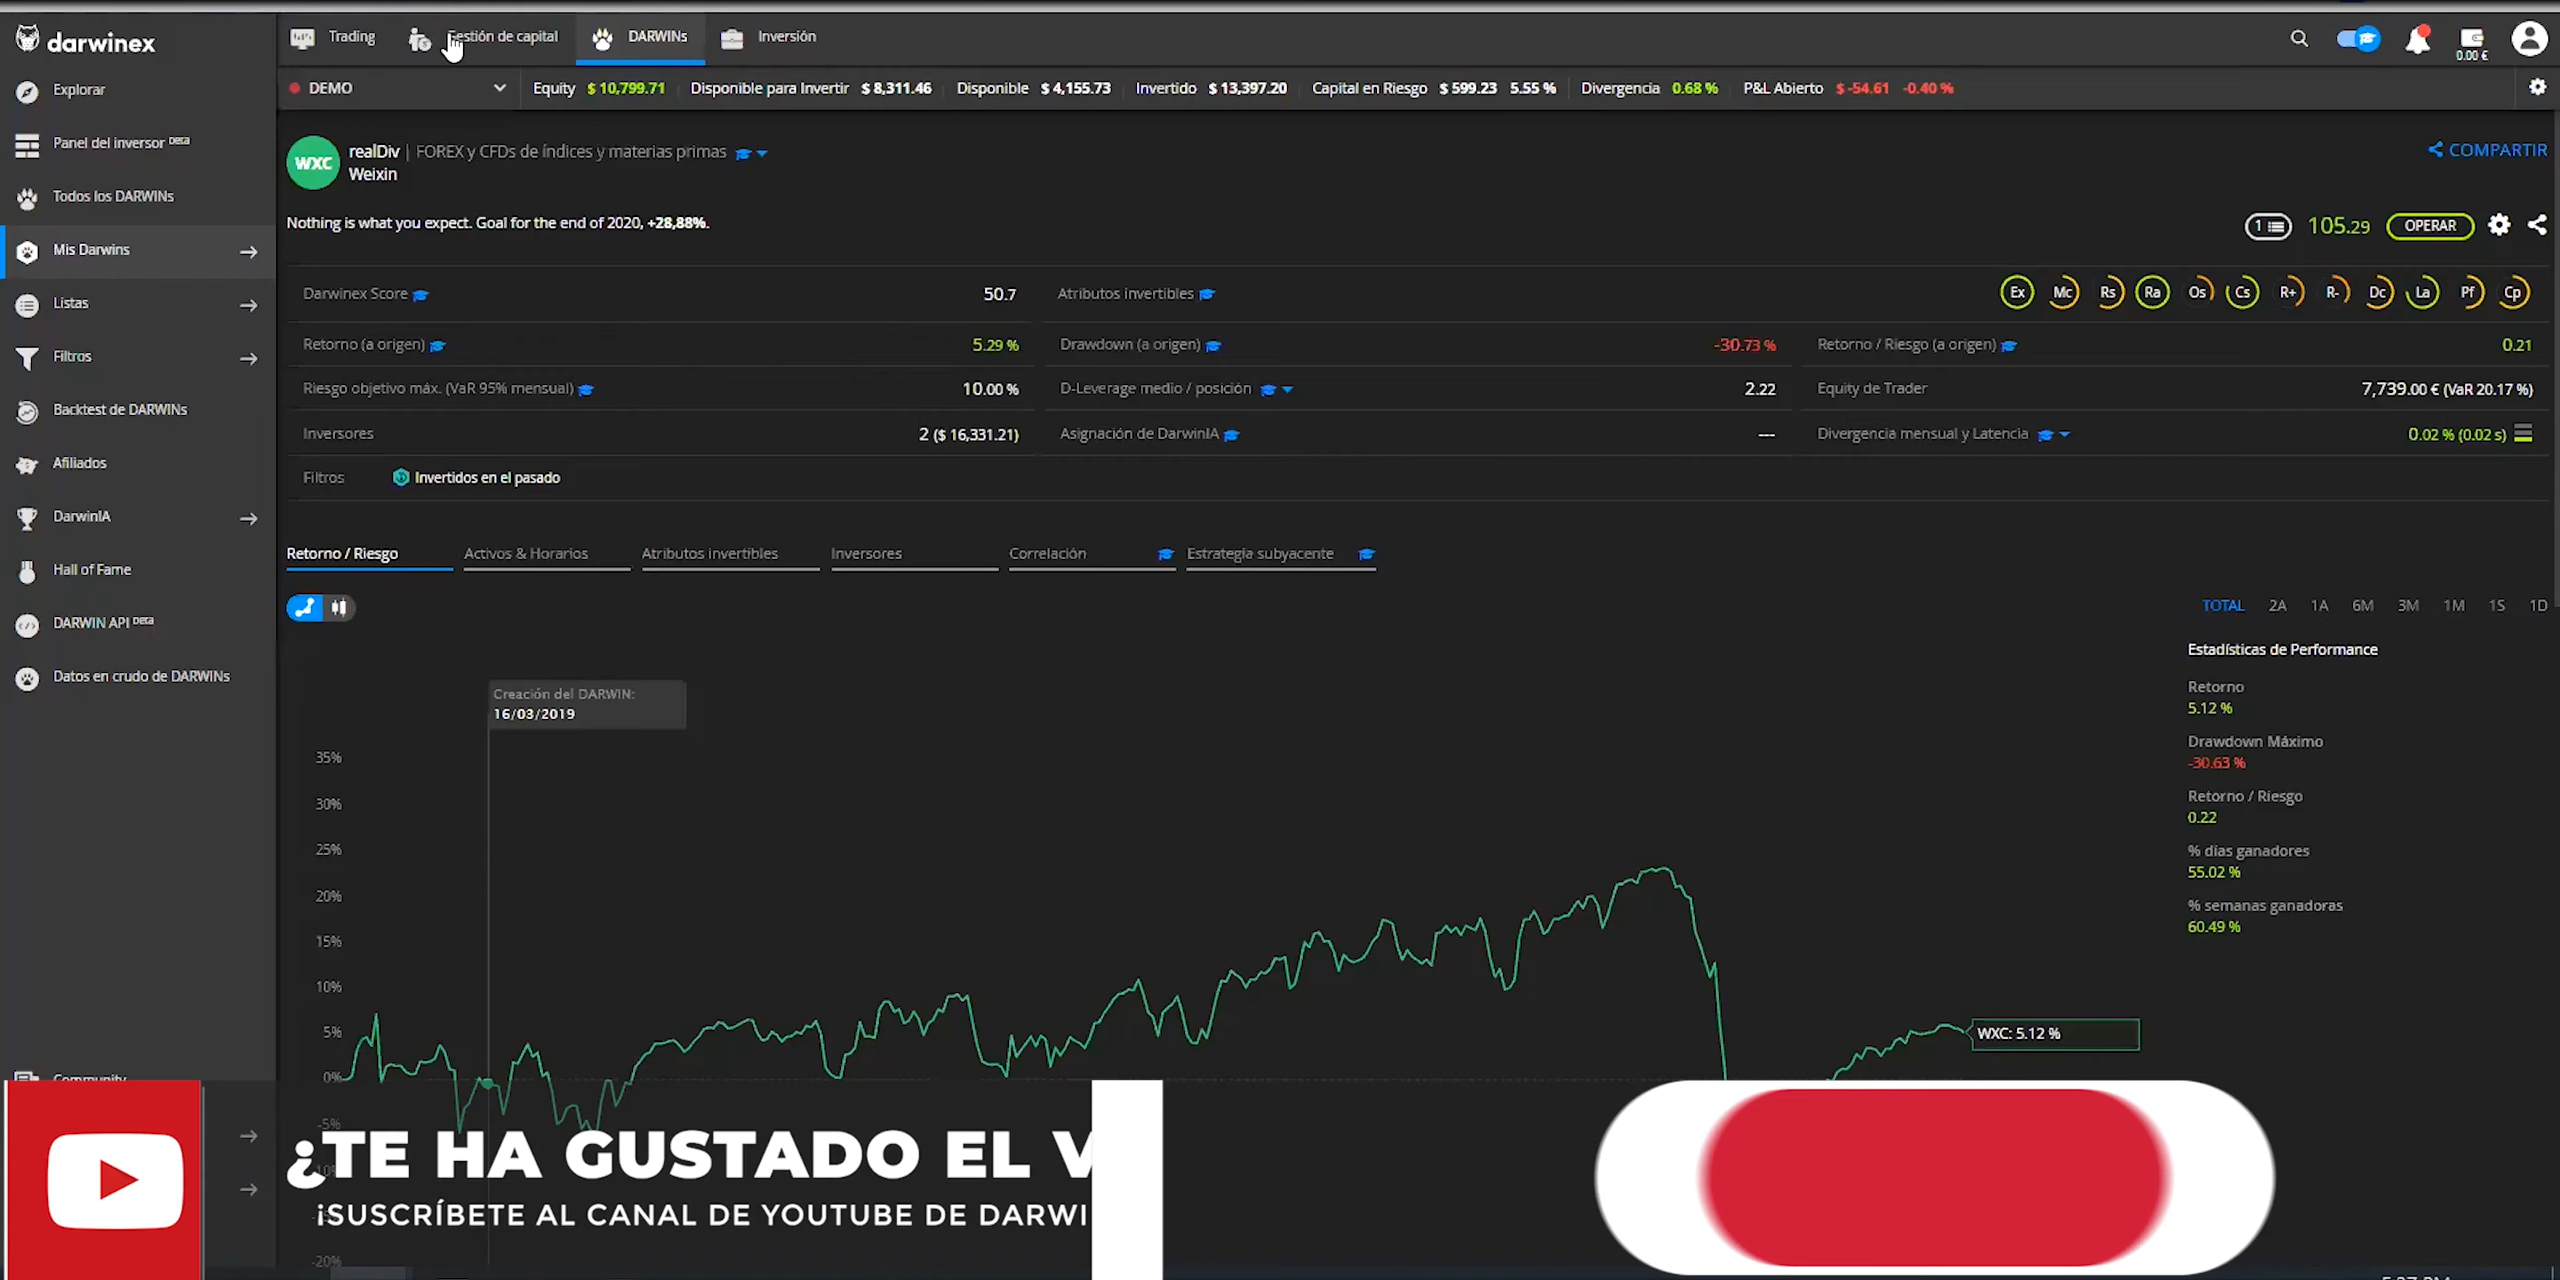 darwinex
Trading
Gestión de capital
DARWINs
Inversión
0.00 €
DEMO
Equity $ 10,799.71
Disponible para Invertir $ 8,311.46
Disponible $ 4,155.73
Invertido $ 13,397.20
Capital en Riesgo $ 599.23 5.55 %
Divergencia 0.68 %
P&L Abierto $ -54.61 -0.40 %
Explorar
Panel del inversor beta
Todos los DARWINs
Mis Darwins
Listas
Filtros
Backtest de DARWINs
Afiliados
DarwinIA
Hall of Fame
DARWIN API beta
Datos en crudo de DARWINs
Community
WXC
realDiv | FOREX y CFDs de índices y materias primas
Weixin
COMPARTIR
Nothing is what you expect. Goal for the end of 2020, +28,88%.
1
105.29
OPERAR
Darwinex Score 50.7
Atributos invertibles
Ex Mc Rs Ra Os Cs R+ R- Dc La Pf Cp
Retorno (a origen) 5.29 %
Drawdown (a origen) -30.73 %
Retorno / Riesgo (a origen) 0.21
Riesgo objetivo máx. (VaR 95% mensual) 10.00 %
D-Leverage medio / posición 2.22
Equity de Trader 7,739.00 € (VaR 20.17 %)
Inversores 2 ($ 16,331.21)
Asignación de DarwinIA ---
Divergencia mensual y Latencia 0.02 % (0.02 s)
Filtros Invertidos en el pasado
Retorno / Riesgo
Activos & Horarios
Atributos invertibles
Inversores
Correlación
Estrategia subyacente
TOTAL 2A 1A 6M 3M 1M 1S 1D
Estadísticas de Performance
Retorno
5.12 %
Drawdown Máximo
-30.63 %
Retorno / Riesgo
0.22
% días ganadores
55.02 %
% semanas ganadoras
60.49 %
Creación del DARWIN:
16/03/2019
35%
30%
25%
20%
15%
10%
5%
0%
-5%
-20%
WXC: 5.12 %
¿TE HA GUSTADO EL V
¡SUSCRÍBETE AL CANAL DE YOUTUBE DE DARWI